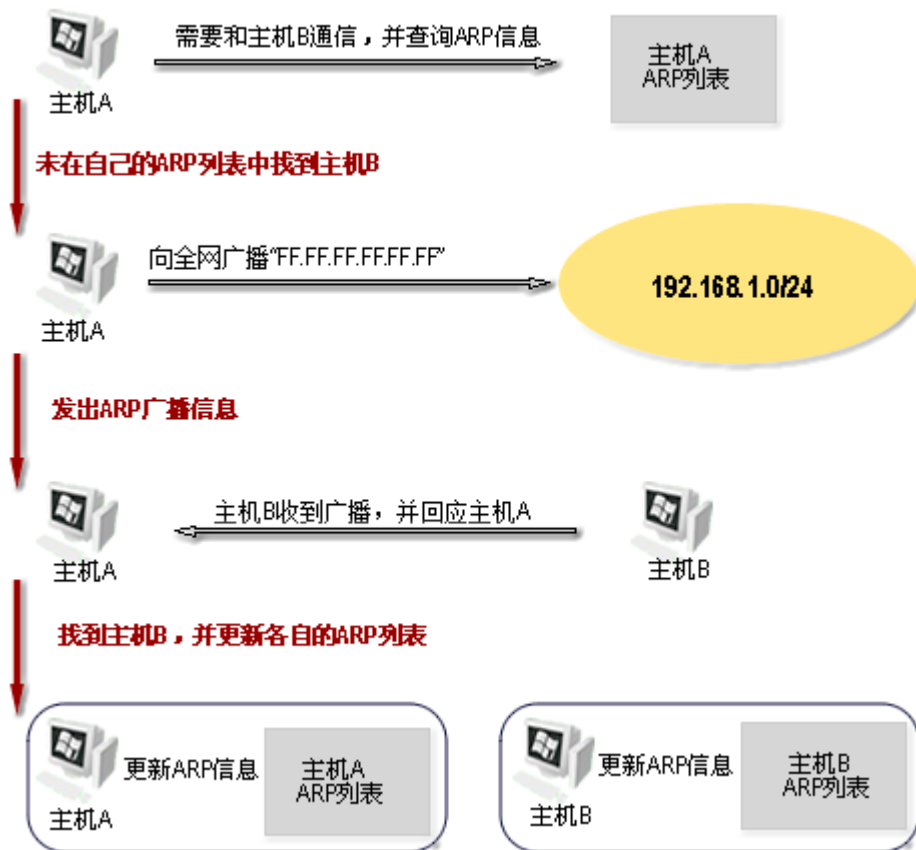 需要和主机B通信，并查询ARP信息
主机A
ARP列表
主机A
未在自己的ARP列表中找到主机B
向全网广播“FF.FF.FF.FF.FF.FF”
192.168.1.0/24
主机A
发出ARP广播信息
主机B收到广播，并回应主机A
主机A
主机B
找到主机B，并更新各自的ARP列表
更新ARP信息
主机A
ARP列表
主机A
更新ARP信息
主机B
ARP列表
主机B